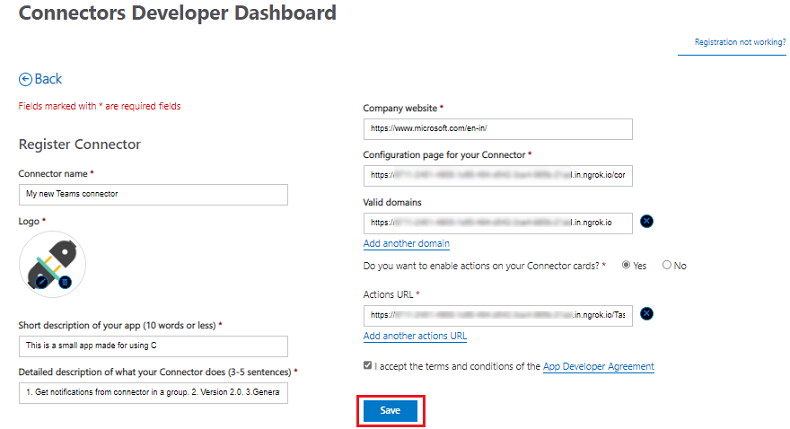 Connectors Developer Dashboard
Registration not working?
Back
Fields marked with * are required fields
Register Connector
Connector name *
My new Teams connector
Logo *
Short description of your app (10 words or less) *
This is a small app made for using C
Detailed description of what your Connector does (3-5 sentences) *
1. Get notifications from connector in a group. 2. Version 2.0. 3.Genera
Company website *
https://www.microsoft.com/en-in/
Configuration page for your Connector *
https:/ .in.ngrok.io/cor
Valid domains
https:/ .in.ngrok.io
Add another domain
Do you want to enable actions on your Connector cards? * Yes No
Actions URL *
https:/ .in.ngrok.io/Tas
Add another actions URL
I accept the terms and conditions of the App Developer Agreement
Save